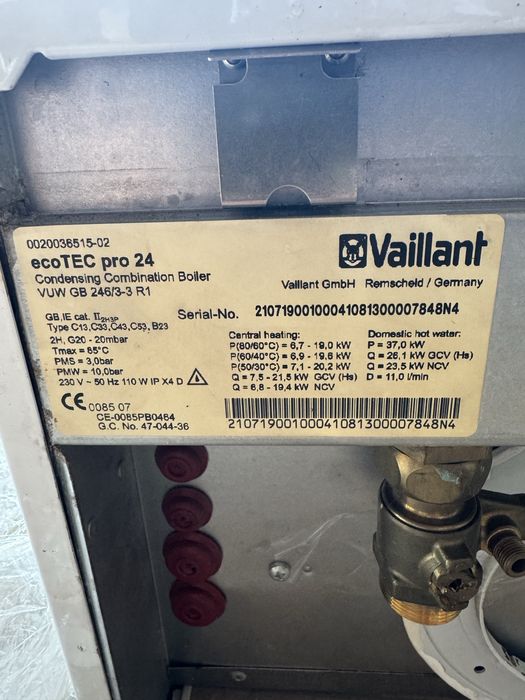 0020036515-02
ecoTEC pro 24
Condensing Combination Boiler
VUW GB 246/3-3 R1
Vaillant
Vaillant GmbH Remscheid / Germany
Serial-No. 21071900100041081300007848N4
GB,IE cat. II2H3P
Type C13,C33,C43,C53, B23
2H, G20 - 20mbar
Tmax = 85°C
PMS = 3,0bar
PMW = 10,0bar
230 V ~ 50 Hz 110 W IP X4 D
CE 0085 07
CE-0085PB0464
G.C. No. 47-044-36
Central heating:
P(80/60°C) = 6,7 - 19,0 kW
P(60/40°C) = 6,9 - 19,6 kW
P(50/30°C) = 7,1 - 20,2 kW
Q = 7,5 - 21,5 kW GCV (Hs)
Q = 6,8 - 19,4 kW NCV
Domestic hot water:
P = 37,0 kW
Q = 26,1 kW GCV (Hs)
Q = 23,5 kW NCV
D = 11,0 l/min
21071900100041081300007848N4